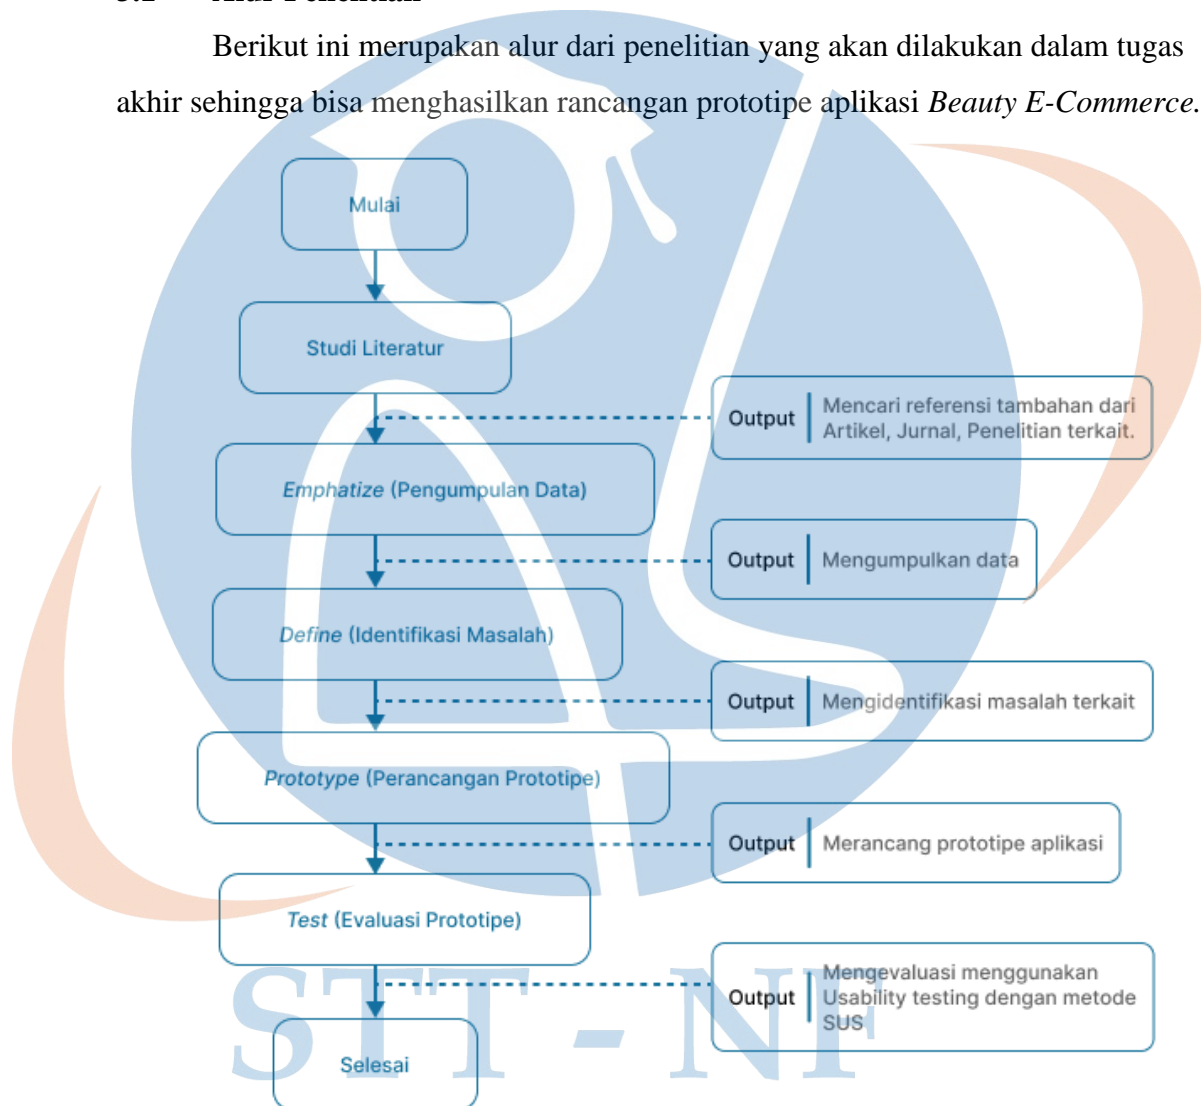 Berikut ini merupakan alur dari penelitian yang akan dilakukan dalam tugas
akhir sehingga bisa menghasilkan rancangan prototipe aplikasi Beauty E-Commerce.
Mulai
Studi Literatur
Output
Mencari referensi tambahan dari
Artikel, Jurnal, Penelitian terkait.
Emphatize (Pengumpulan Data)
Output
Mengumpulkan data
Define (Identifikasi Masalah)
Output
Mengidentifikasi masalah terkait
Prototype (Perancangan Prototipe)
Output
Merancang prototipe aplikasi
Test (Evaluasi Prototipe)
Output
Mengevaluasi menggunakan
Usability testing dengan metode
SUS
Selesai
STT - NF